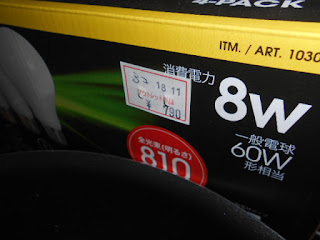 4-PACK
ITM. / ART. 1030
消費電力
8W
18 11
¥ 790
一般電球
60W
形相当
全光束(明るさ)
810